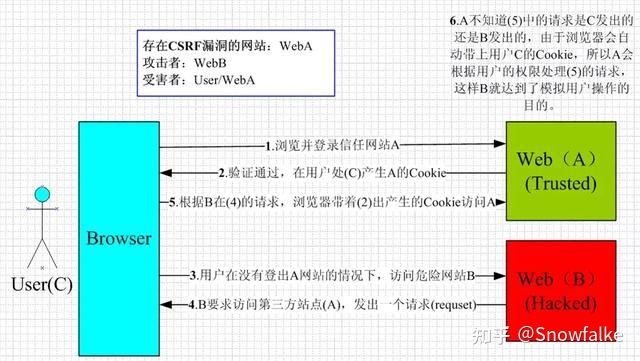 存在CSRF漏洞的网站：WebA
攻击者：WebB
受害者：User/WebA
6.A不知道(5)中的请求是C发出的
还是B发出的，由于浏览器会自
动带上用户C的Cookie，所以A会
根据用户的权限处理(5)的请求，
这样B就达到了模拟用户操作的
目的。
1.浏览并登录信任网站A
2.验证通过，在用户处(C)产生A的Cookie
5.根据B在(4)的请求，浏览器带着(2)出产生的Cookie访问A
Web（A）
(Trusted)
Browser
User(C)
3.用户在没有登出A网站的情况下，访问危险网站B
4.B要求访问第三方站点(A)，发出一个请求(requset)
Web（B）
(Hacked)
知乎 @Snowfalke